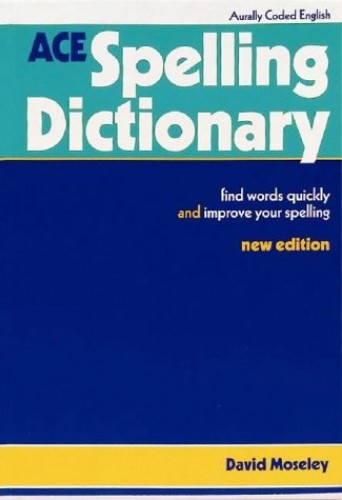 Aurally Coded English
ACE Spelling
Dictionary
find words quickly
and improve your spelling
new edition
David Moseley